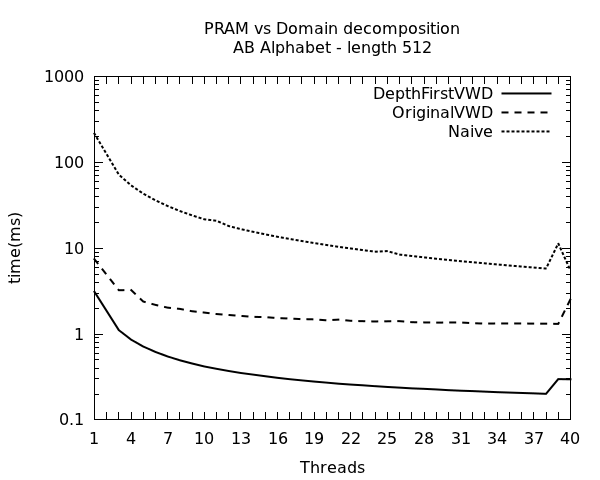 PRAM vs Domain decomposition
AB Alphabet - length 512
1000
100
10
1
0.1
time(ms)
DepthFirstVWD
OriginalVWD
Naive
1 4 7 10 13 16 19 22 25 28 31 34 37 40
Threads